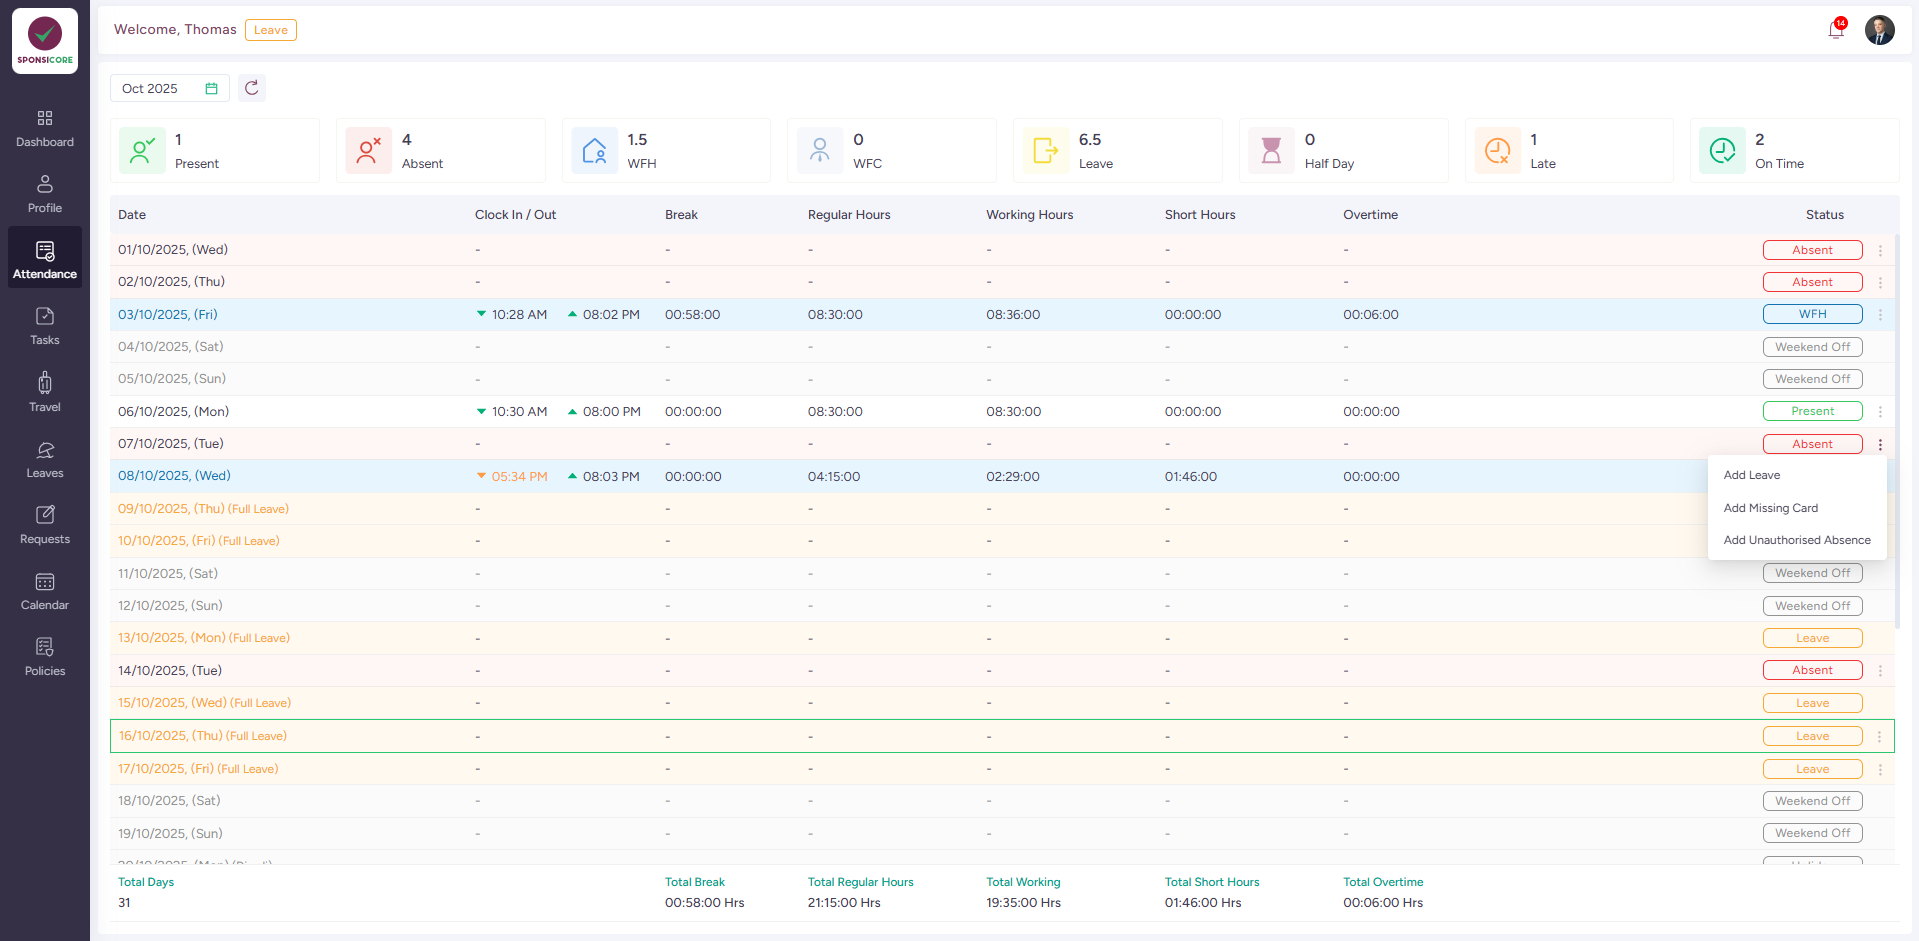 SPONSICORE
Welcome, Thomas Leave 14
Dashboard
Profile
Attendance
Tasks
Travel
Leaves
Requests
Calendar
Policies
Oct 2025
1 Present
4 Absent
1.5 WFH
0 WFC
6.5 Leave
0 Half Day
1 Late
2 On Time
Date Clock In / Out Break Regular Hours Working Hours Short Hours Overtime Status
01/10/2025, (Wed) - - - - - - Absent
02/10/2025, (Thu) - - - - - - Absent
03/10/2025, (Fri) 10:28 AM 08:02 PM 00:58:00 08:30:00 08:36:00 00:00:00 00:06:00 WFH
04/10/2025, (Sat) - - - - - - Weekend Off
05/10/2025, (Sun) - - - - - - Weekend Off
06/10/2025, (Mon) 10:30 AM 08:00 PM 00:00:00 08:30:00 08:30:00 00:00:00 00:00:00 Present
07/10/2025, (Tue) - - - - - - Absent
08/10/2025, (Wed) 05:34 PM 08:03 PM 00:00:00 04:15:00 02:29:00 01:46:00 00:00:00
Add Leave
Add Missing Card
Add Unauthorised Absence
09/10/2025, (Thu) (Full Leave) - - - - - -
10/10/2025, (Fri) (Full Leave) - - - - - -
11/10/2025, (Sat) - - - - - - Weekend Off
12/10/2025, (Sun) - - - - - - Weekend Off
13/10/2025, (Mon) (Full Leave) - - - - - - Leave
14/10/2025, (Tue) - - - - - - Absent
15/10/2025, (Wed) (Full Leave) - - - - - - Leave
16/10/2025, (Thu) (Full Leave) - - - - - - Leave
17/10/2025, (Fri) (Full Leave) - - - - - - Leave
18/10/2025, (Sat) - - - - - - Weekend Off
19/10/2025, (Sun) - - - - - - Weekend Off
Total Days Total Break Total Regular Hours Total Working Total Short Hours Total Overtime
31 00:58:00 Hrs 21:15:00 Hrs 19:35:00 Hrs 01:46:00 Hrs 00:06:00 Hrs